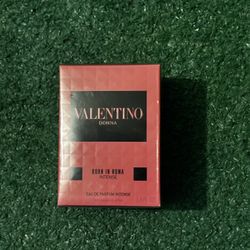 VALENTINO
DONNA
BORN IN ROMA
INTENSE
EAU DE PARFUM INTENSE